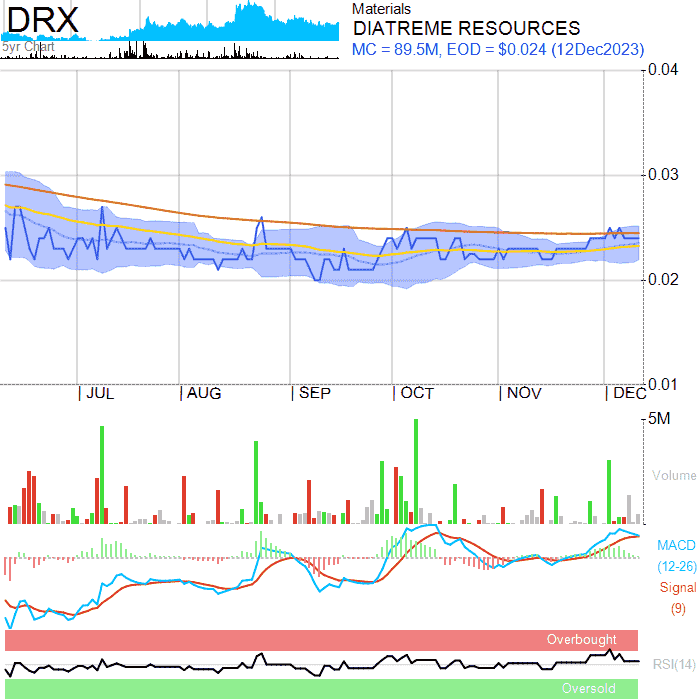 DRX
5yr Chart
Materials
DIATREME RESOURCES
MC = 89.5M, EOD = $0.024 (12Dec2023)
0.04
0.03
0.02
0.01
JUL
AUG
SEP
OCT
NOV
DEC
5M
Volume
MACD
(12-26)
Signal
(9)
Overbought
RSI(14)
Oversold